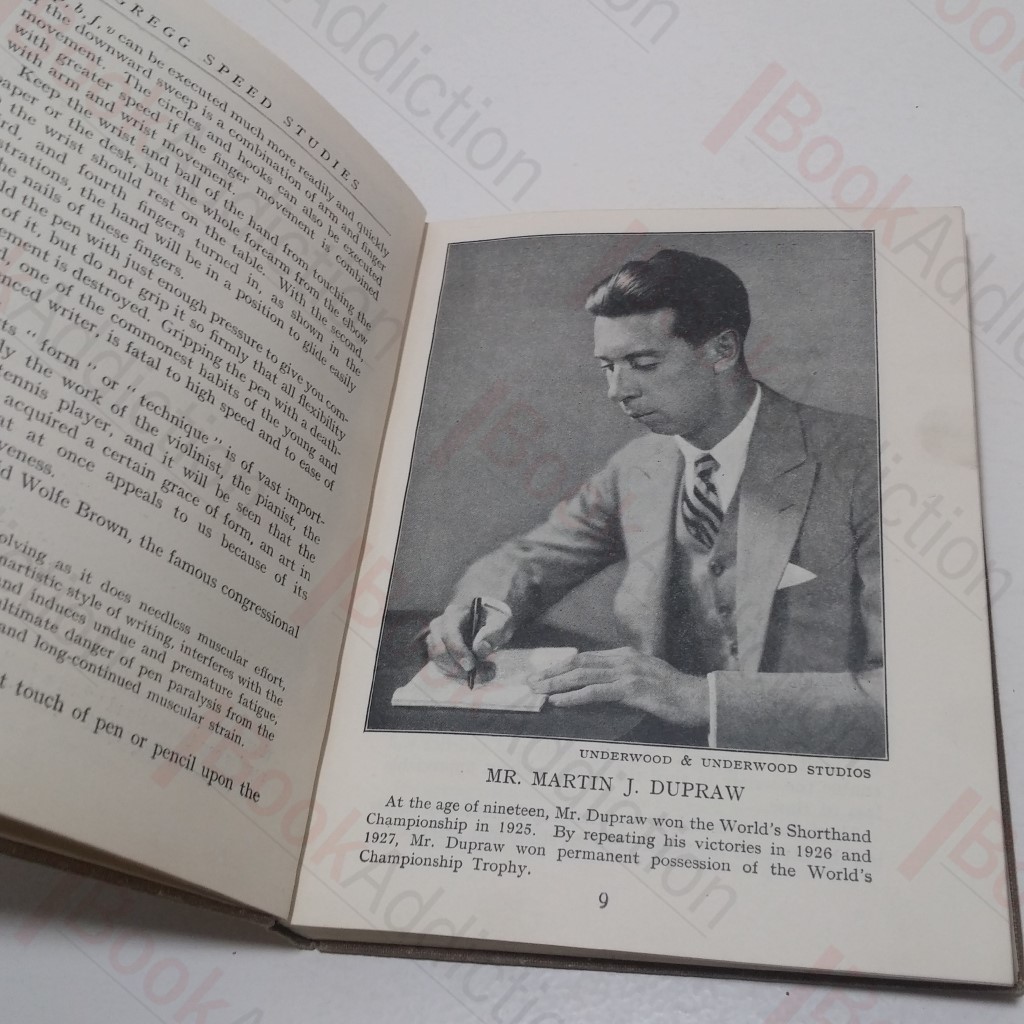 GREGG SPEED STUDIES
b, f, v can be executed much more readily and quickly
the downward sweep is a combination of arm and finger
movement. The circles and hooks can also be executed
with greater speed if the finger movement is combined
with arm and wrist movement.
Keep the wrist and ball of the hand from touching the
paper or the desk, but the whole forearm from the elbow
the wrist should rest on the table. With the second,
and fourth fingers turned in, as shown in the
strations, the hand will be in a position to glide easily
the nails of these fingers.
ld the pen with just enough pressure to give you com-
of it, but do not grip it so firmly that all flexibility
ement is destroyed. Gripping the pen with a death-
one of the commonest habits of the young and
nced writer, is fatal to high speed and to ease of
ts "form" or "technique" is of vast import-
ly the work of the violinist, the pianist, the
tennis player, and it will be seen that the
acquired a certain grace of form, an art in
at at once appeals to us because of its
veness.
d Wolfe Brown, the famous congressional
olving as it does needless muscular effort,
nartistic style of writing, interferes with the
and induces undue and premature fatigue,
ultimate danger of pen paralysis from the
and long-continued muscular strain.
t touch of pen or pencil upon the
UNDERWOOD & UNDERWOOD STUDIOS
MR. MARTIN J. DUPRAW
At the age of nineteen, Mr. Dupraw won the World's Shorthand
Championship in 1925. By repeating his victories in 1926 and
1927, Mr. Dupraw won permanent possession of the World's
Championship Trophy.
9
BookAddiction